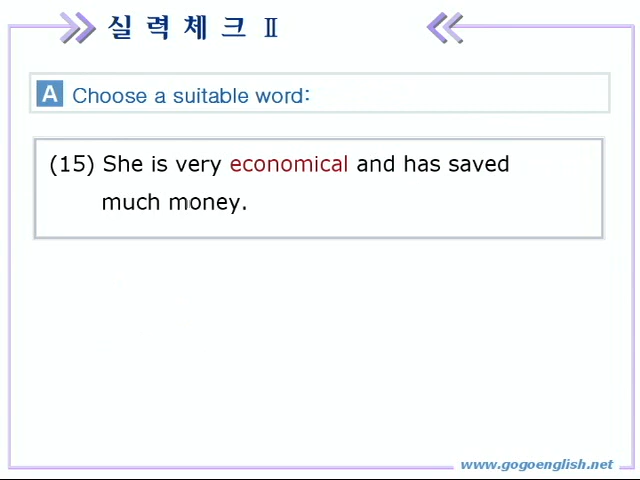 실 력 체 크 Ⅱ
A Choose a suitable word:
(15) She is very economical and has saved
much money.
www.gogoenglish.net